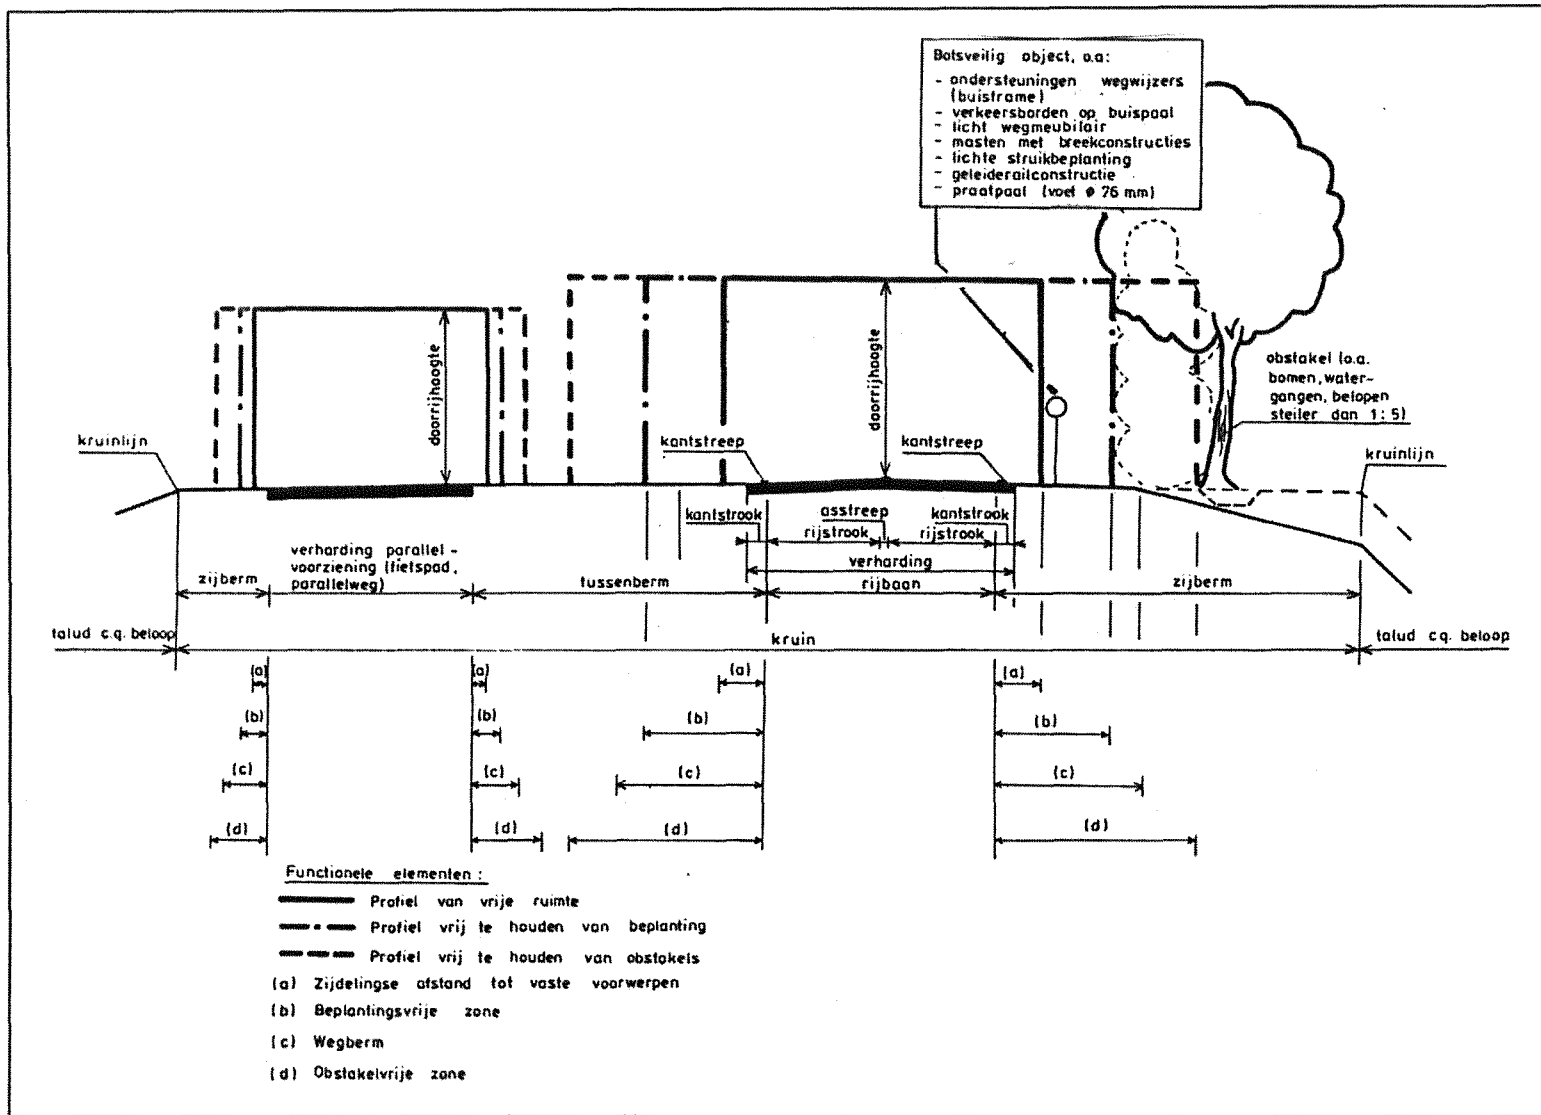 Botsveilig object, o.a:
- ondersteuningen wegwijzers
(buisframe)
- verkeersborden op buispaal
- licht wegmeubilair
- masten met breekconstructies
- lichte struikbeplanting
- geleiderailconstructie
- praatpaal (voet ø 76 mm)
doorrijhoogte
doorrijhoogte
obstakel (o.a.
bomen, water-
gangen, belopen
steiler dan 1:5)
kruinlijn
kantstreep
kantstreep
kruinlijn
kantstrook
asstreep
kantstrook
rijstrook
rijstrook
verharding parallel-
voorziening (fietspad,
parallelweg)
verharding
zijberm
tussenberm
rijbaan
zijberm
talud c.q. beloop
kruin
talud c.q. beloop
(a)
(a)
(a)
(a)
(b)
(b)
(b)
(b)
(c)
(c)
(c)
(c)
(d)
(d)
(d)
(d)
Functionele elementen:
Profiel van vrije ruimte
Profiel vrij te houden van beplanting
Profiel vrij te houden van obstakels
(a) Zijdelingse afstand tot vaste voorwerpen
(b) Beplantingsvrije zone
(c) Wegberm
(d) Obstakelvrije zone